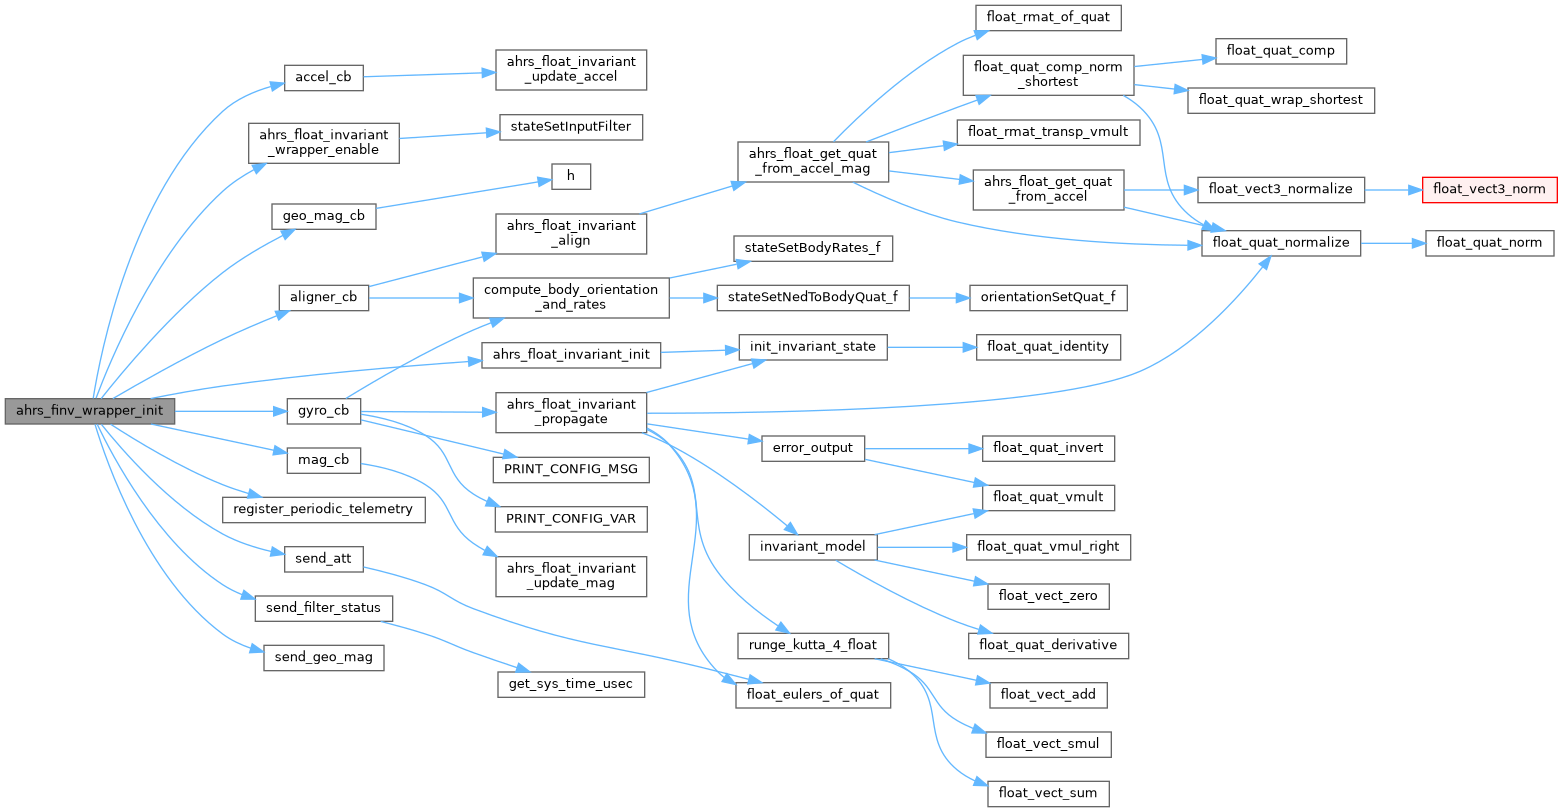 ahrs_finv_wrapper_init
accel_cb
ahrs_float_invariant
_wrapper_enable
geo_mag_cb
aligner_cb
gyro_cb
mag_cb
register_periodic_telemetry
send_att
send_filter_status
send_geo_mag
ahrs_float_invariant
_update_accel
stateSetInputFilter
h
ahrs_float_invariant
_align
compute_body_orientation
_and_rates
ahrs_float_invariant_init
ahrs_float_invariant
_propagate
PRINT_CONFIG_MSG
PRINT_CONFIG_VAR
ahrs_float_invariant
_update_mag
get_sys_time_usec
ahrs_float_get_quat
_from_accel_mag
stateSetBodyRates_f
stateSetNedToBodyQuat_f
init_invariant_state
error_output
invariant_model
runge_kutta_4_float
float_eulers_of_quat
float_rmat_of_quat
float_quat_comp_norm
_shortest
float_rmat_transp_vmult
ahrs_float_get_quat
_from_accel
orientationSetQuat_f
float_quat_identity
float_quat_invert
float_quat_vmult
float_quat_vmul_right
float_vect_zero
float_quat_derivative
float_vect_add
float_vect_smul
float_vect_sum
float_quat_comp
float_quat_wrap_shortest
float_vect3_normalize
float_quat_normalize
float_vect3_norm
float_quat_norm